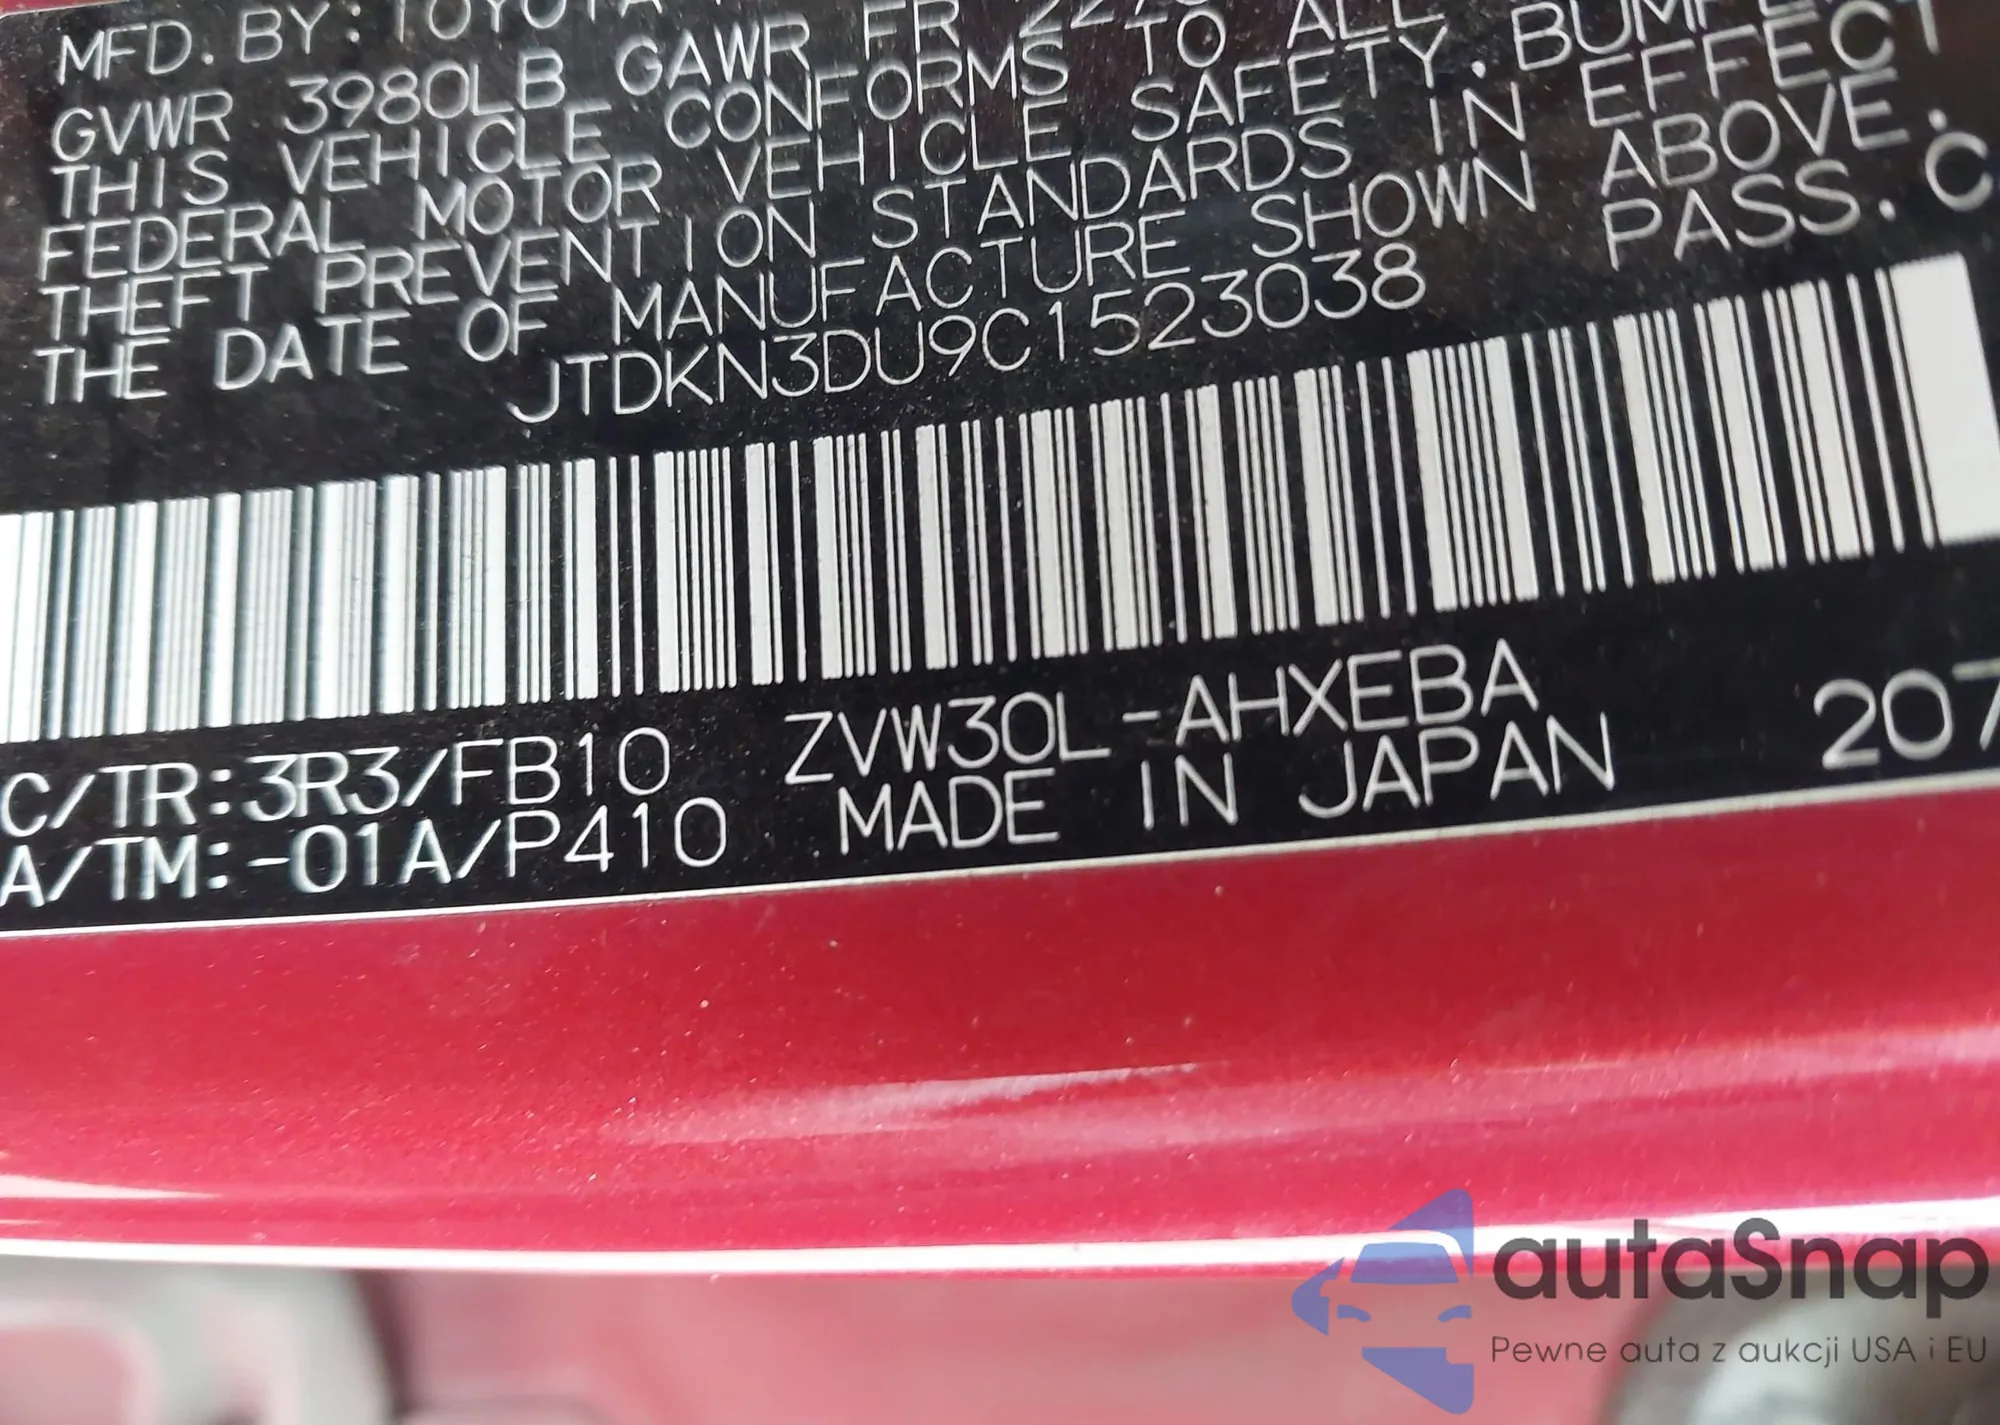 MFD. BY: TOYOTA
GVWR 3980LB GAWR FR
THIS VEHICLE CONFORMS TO ALL
FEDERAL MOTOR VEHICLE SAFETY, BUMP
THEFT PREVENTION STANDARDS IN EFFECT
THE DATE OF MANUFACTURE SHOWN ABOVE.
JTDKN3DU9C1523038 PASS. C
C/TR:3R3/FB10 ZVW30L-AHXEBA 207
A/TM:-01A/P410 MADE IN JAPAN
autaSnap
Pewne auta z aukcji USA i EU